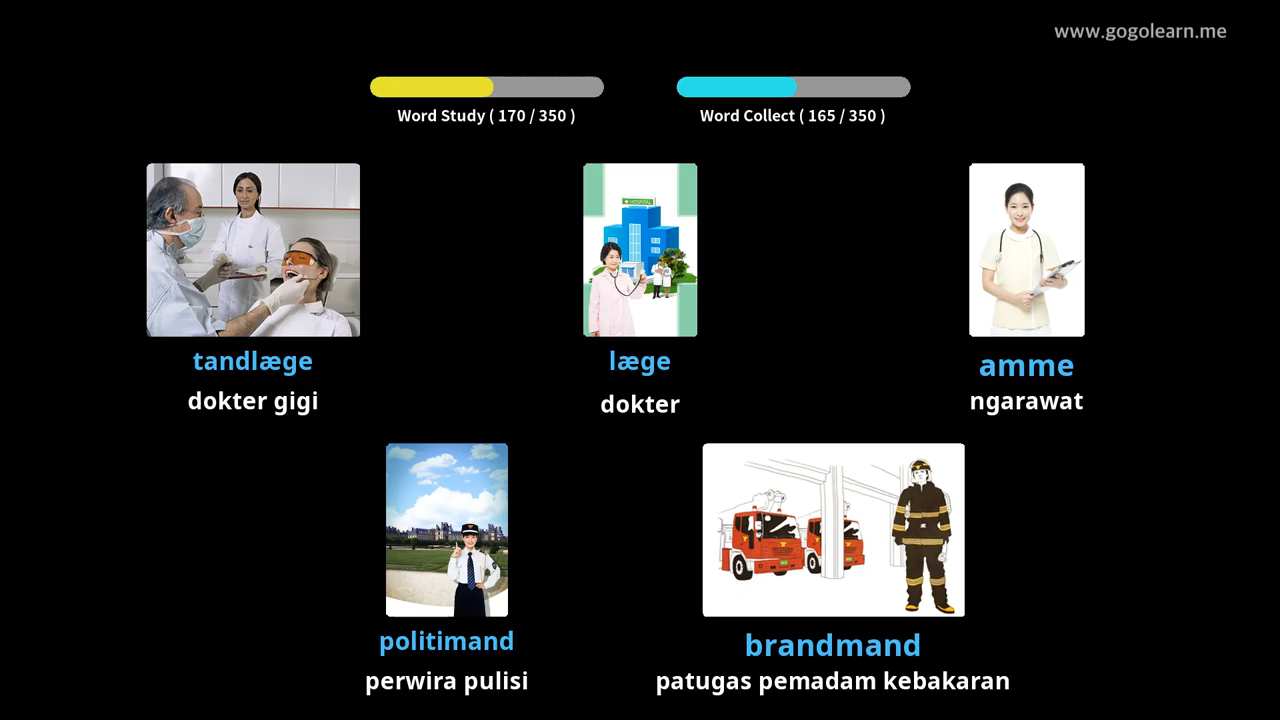 www.gogolearn.me
Word Study ( 170 / 350 )
Word Collect ( 165 / 350 )
HOSPITAL
tandlæge
dokter gigi
læge
dokter
amme
ngarawat
politimand
perwira pulisi
brandmand
patugas pemadam kebakaran